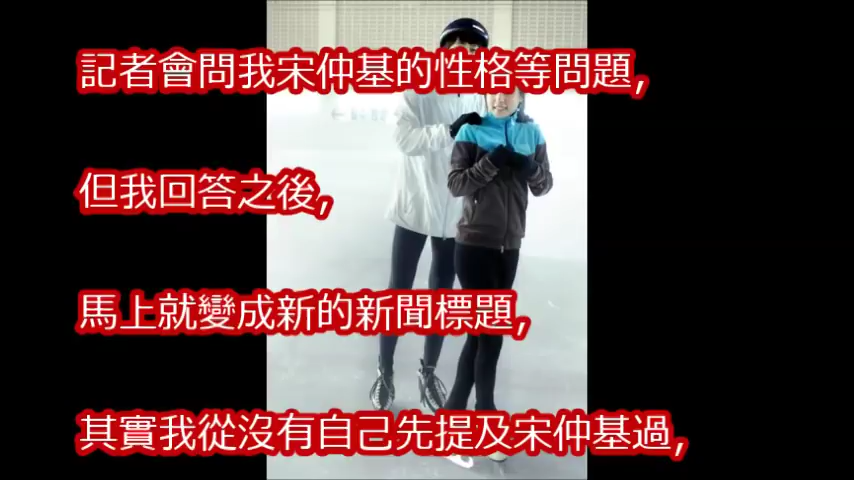 記者會問我宋仲基的性格等問題,
但我回答之後,
馬上就變成新的新聞標題,
其實我從沒有自己先提及宋仲基過,